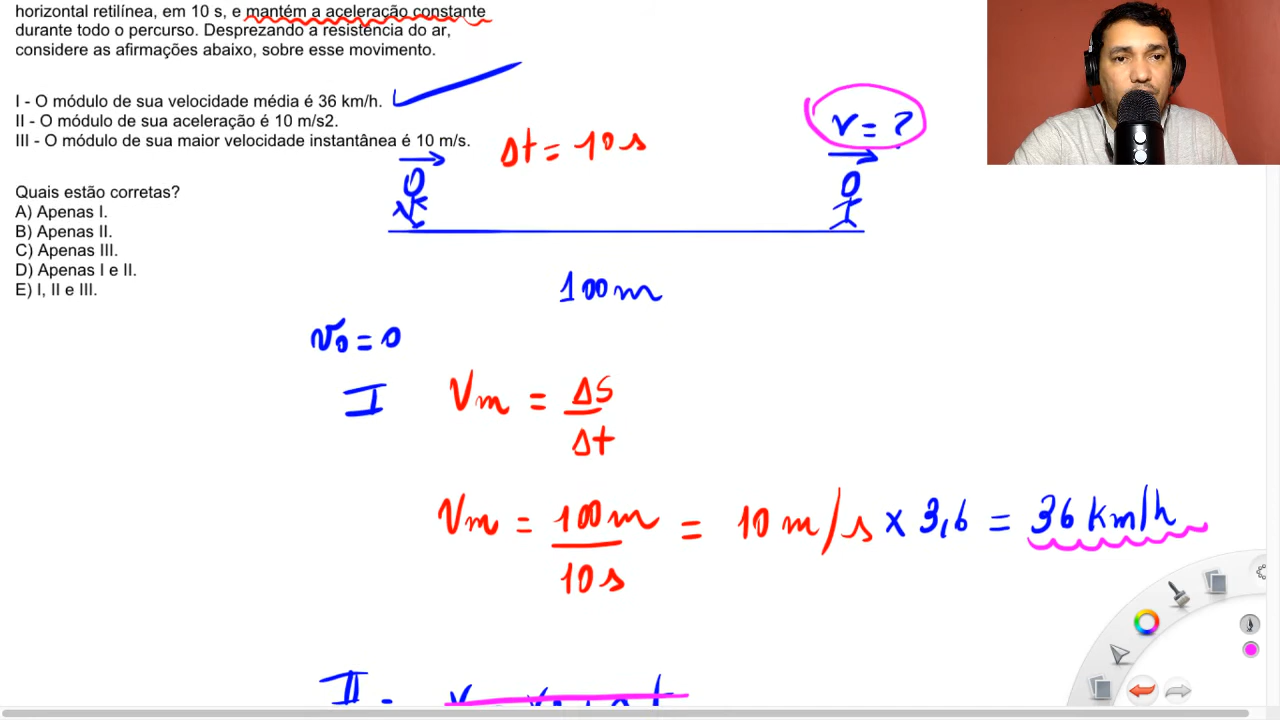 horizontal retilínea, em 10 s, e mantém a aceleração constante
durante todo o percurso. Desprezando a resistência do ar,
considere as afirmações abaixo, sobre esse movimento.
I - O módulo de sua velocidade média é 36 km/h.
II - O módulo de sua aceleração é 10 m/s2.
III - O módulo de sua maior velocidade instantânea é 10 m/s.
Δt = 10 s
v = ?
Quais estão corretas?
A) Apenas I.
B) Apenas II.
C) Apenas III.
D) Apenas I e II.
E) I, II e III.
100 m
v₀ = 0
I Vm = ΔS
Δt
Vm = 100 m = 10 m/s × 3,6 = 36 km/h
10 s
II -